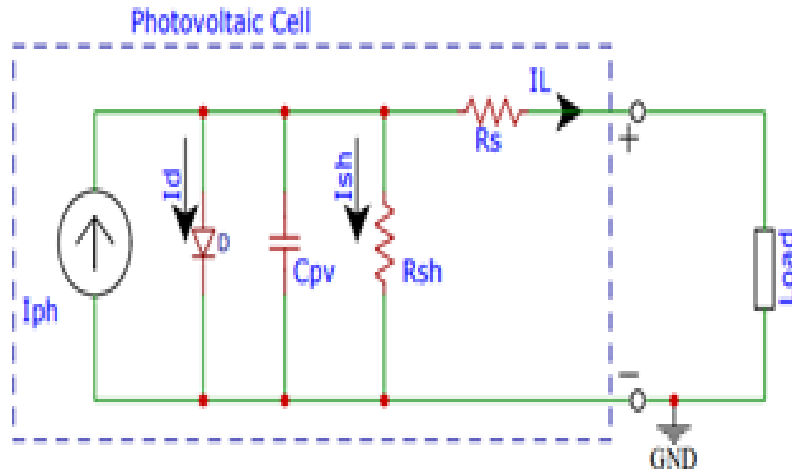 Photovoltaic Cell
IL
Rs
+
Id
Ish
D
Cpv
Rsh
Load
Iph
−
GND